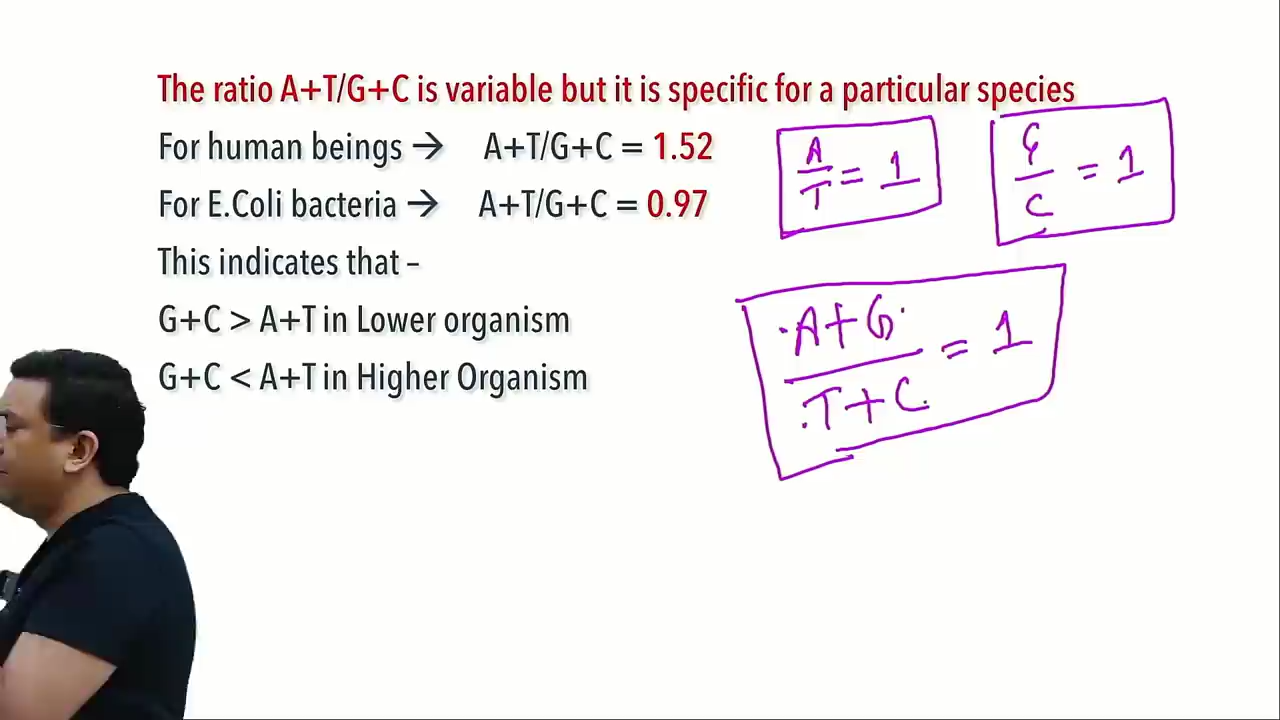 The ratio A+T/G+C is variable but it is specific for a particular species
For human beings → A+T/G+C = 1.52
For E.Coli bacteria → A+T/G+C = 0.97
This indicates that –
G+C > A+T in Lower organism
G+C < A+T in Higher Organism
A/T = 1
G/C = 1
A+G/T+C = 1